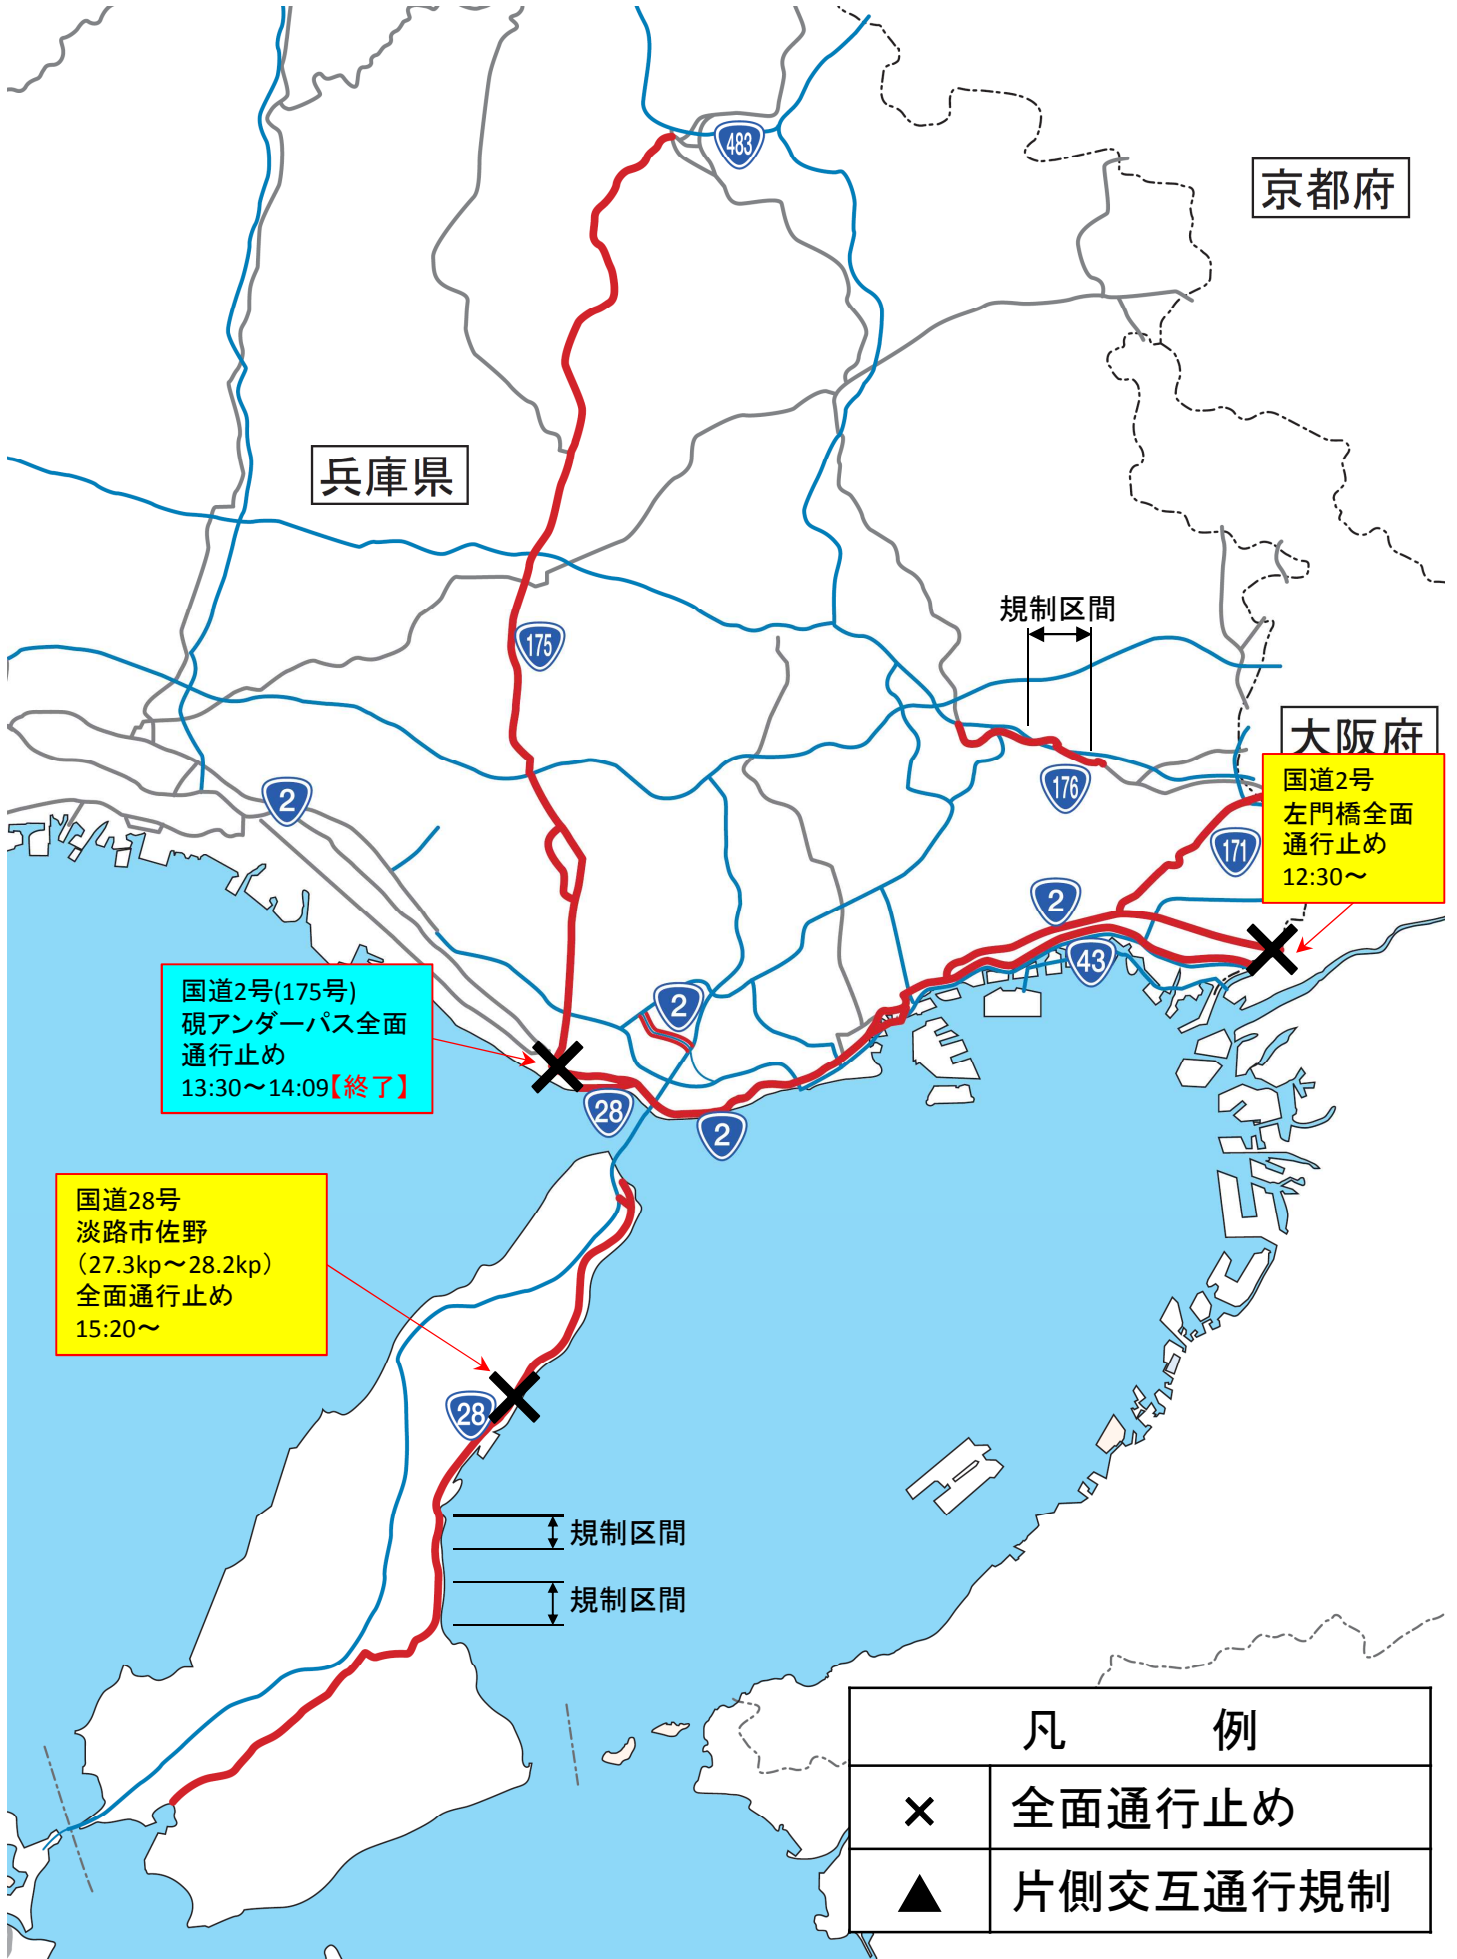 483
京都府
兵庫県
規制区間
175
大阪府
国道2号
左門橋全面
通行止め
12:30～
2
176
171
2
43
国道2号(175号)
硯アンダーパス全面
通行止め
13:30～14:09【終了】
2
28
2
国道28号
淡路市佐野
（27.3kp～28.2kp）
全面通行止め
15:20～
28
規制区間
規制区間
凡　例
×　全面通行止め
▲　片側交互通行規制